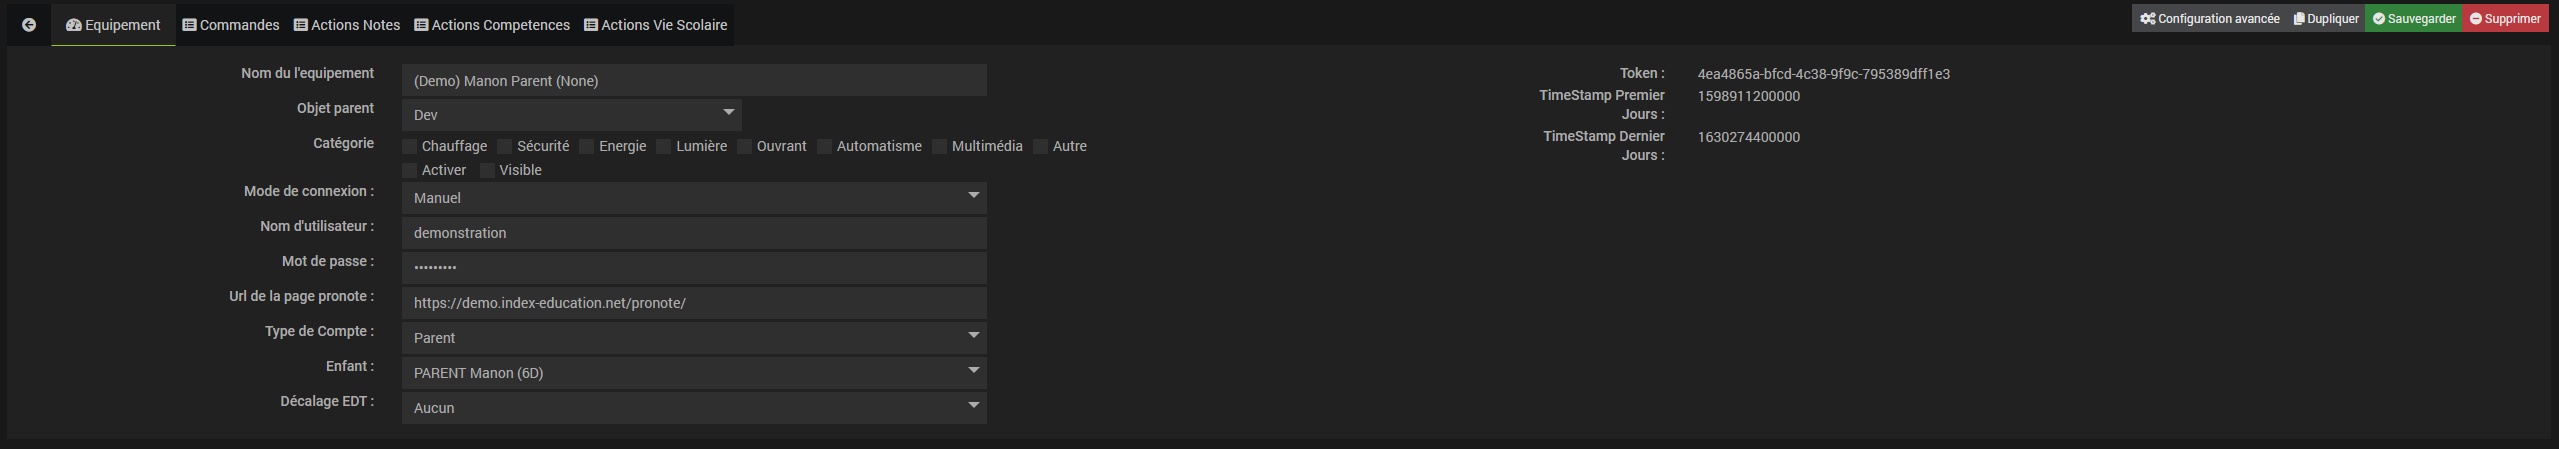 Equipement Commandes Actions Notes Actions Competences Actions Vie Scolaire Configuration avancée Dupliquer Sauvegarder Supprimer
Nom du l'equipement (Demo) Manon Parent (None)
Objet parent Dev
Catégorie Chauffage Sécurité Energie Lumière Ouvrant Automatisme Multimédia Autre
Activer Visible
Mode de connexion : Manuel
Nom d'utilisateur : demonstration
Mot de passe : •••••••••
Url de la page pronote : https://demo.index-education.net/pronote/
Type de Compte : Parent
Enfant : PARENT Manon (6D)
Décalage EDT : Aucun
Token : 4ea4865a-bfcd-4c38-9f9c-795389dff1e3
TimeStamp Premier 1598911200000
Jours :
TimeStamp Dernier 1630274400000
Jours :